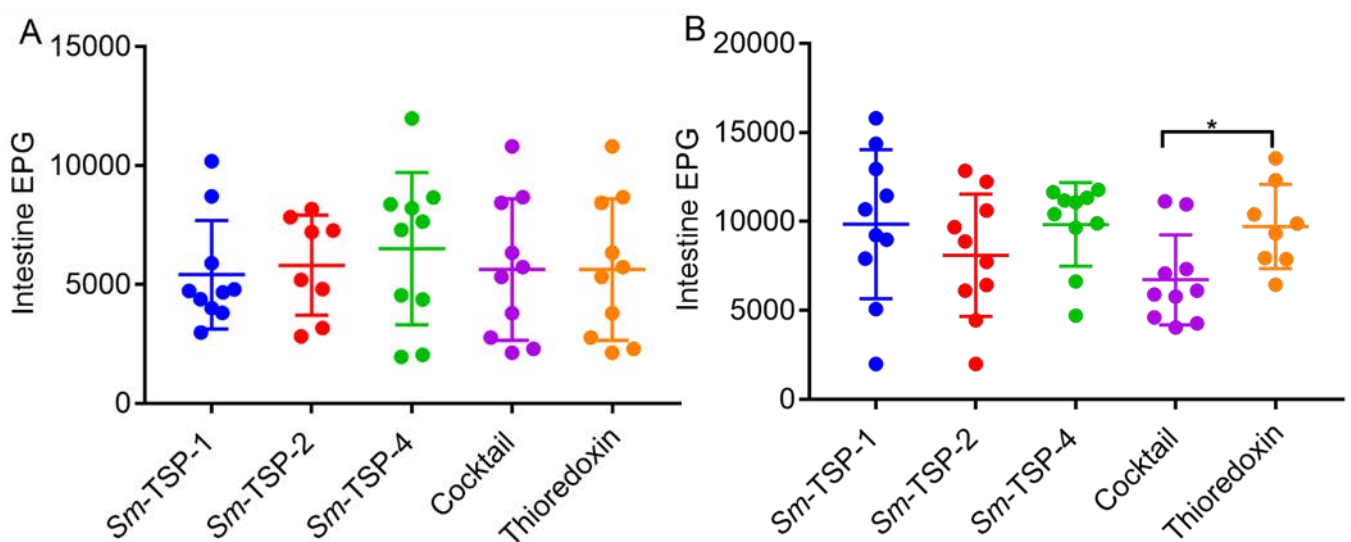 A
Intestine EPG
15000
10000
5000
0
Sm-TSP-1
Sm-TSP-2
Sm-TSP-4
Cocktail
Thioredoxin
B
Intestine EPG
20000
15000
10000
5000
0
*
Sm-TSP-1
Sm-TSP-2
Sm-TSP-4
Cocktail
Thioredoxin